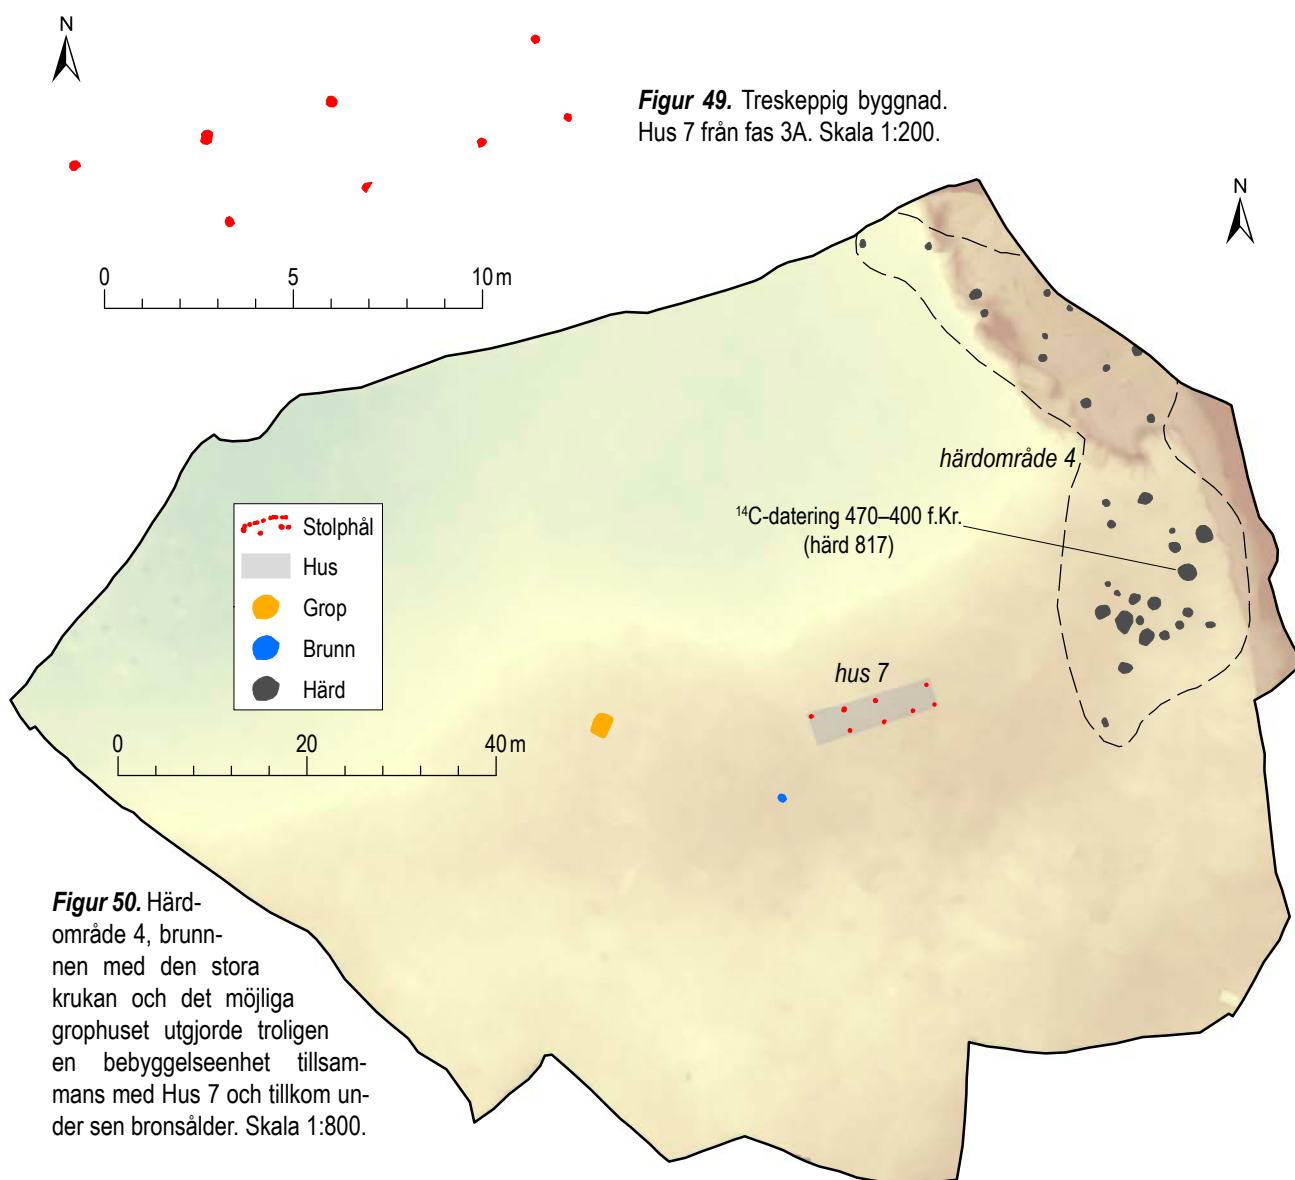 N
Figur 49. Treskeppig byggnad.
Hus 7 från fas 3A. Skala 1:200.
0 5 10 m
N
härdområde 4
¹⁴C-datering 470–400 f.Kr.
(härd 817)
Stolphål
Hus
Grop
Brunn
Härd
hus 7
0 20 40 m
Figur 50. Härd-
område 4, brunn-
nen med den stora
krukan och det möjliga
grophuset utgjorde troligen
en bebyggelseenhet tillsam-
mans med Hus 7 och tillkom un-
der sen bronsålder. Skala 1:800.